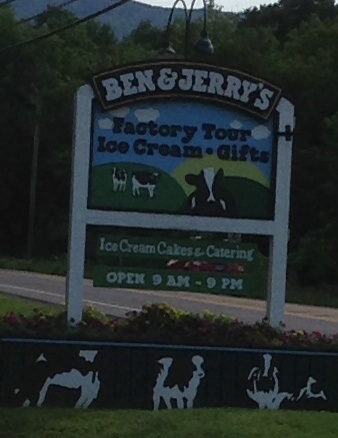 BEN & JERRY'S
Factory Tour
Ice Cream • Gifts
Ice Cream Cakes & Catering
OPEN 9 AM - 9 PM